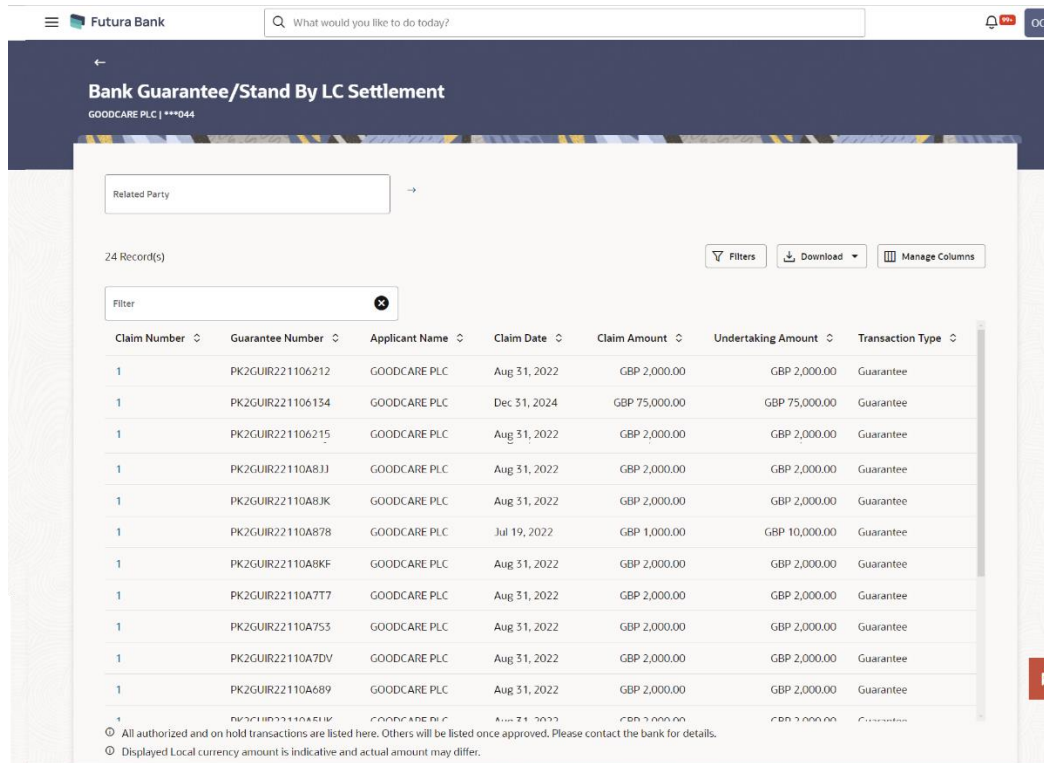 Futura Bank
What would you like to do today?
99+
Bank Guarantee/Stand By LC Settlement
GOODCARE PLC | ***044
Related Party
24 Record(s)
Filters
Download
Manage Columns
Filter
Claim Number Guarantee Number Applicant Name Claim Date Claim Amount Undertaking Amount Transaction Type
1 PK2GUIR221106212 GOODCARE PLC Aug 31, 2022 GBP 2,000.00 GBP 2,000.00 Guarantee
1 PK2GUIR221106134 GOODCARE PLC Dec 31, 2024 GBP 75,000.00 GBP 75,000.00 Guarantee
1 PK2GUIR221106215 GOODCARE PLC Aug 31, 2022 GBP 2,000.00 GBP 2,000.00 Guarantee
1 PK2GUIR22110A8JJ GOODCARE PLC Aug 31, 2022 GBP 2,000.00 GBP 2,000.00 Guarantee
1 PK2GUIR22110A8JK GOODCARE PLC Aug 31, 2022 GBP 2,000.00 GBP 2,000.00 Guarantee
1 PK2GUIR22110A878 GOODCARE PLC Jul 19, 2022 GBP 1,000.00 GBP 10,000.00 Guarantee
1 PK2GUIR22110A8KF GOODCARE PLC Aug 31, 2022 GBP 2,000.00 GBP 2,000.00 Guarantee
1 PK2GUIR22110A7T7 GOODCARE PLC Aug 31, 2022 GBP 2,000.00 GBP 2,000.00 Guarantee
1 PK2GUIR22110A7S3 GOODCARE PLC Aug 31, 2022 GBP 2,000.00 GBP 2,000.00 Guarantee
1 PK2GUIR22110A7DV GOODCARE PLC Aug 31, 2022 GBP 2,000.00 GBP 2,000.00 Guarantee
1 PK2GUIR22110A689 GOODCARE PLC Aug 31, 2022 GBP 2,000.00 GBP 2,000.00 Guarantee
All authorized and on hold transactions are listed here. Others will be listed once approved. Please contact the bank for details.
Displayed Local currency amount is indicative and actual amount may differ.